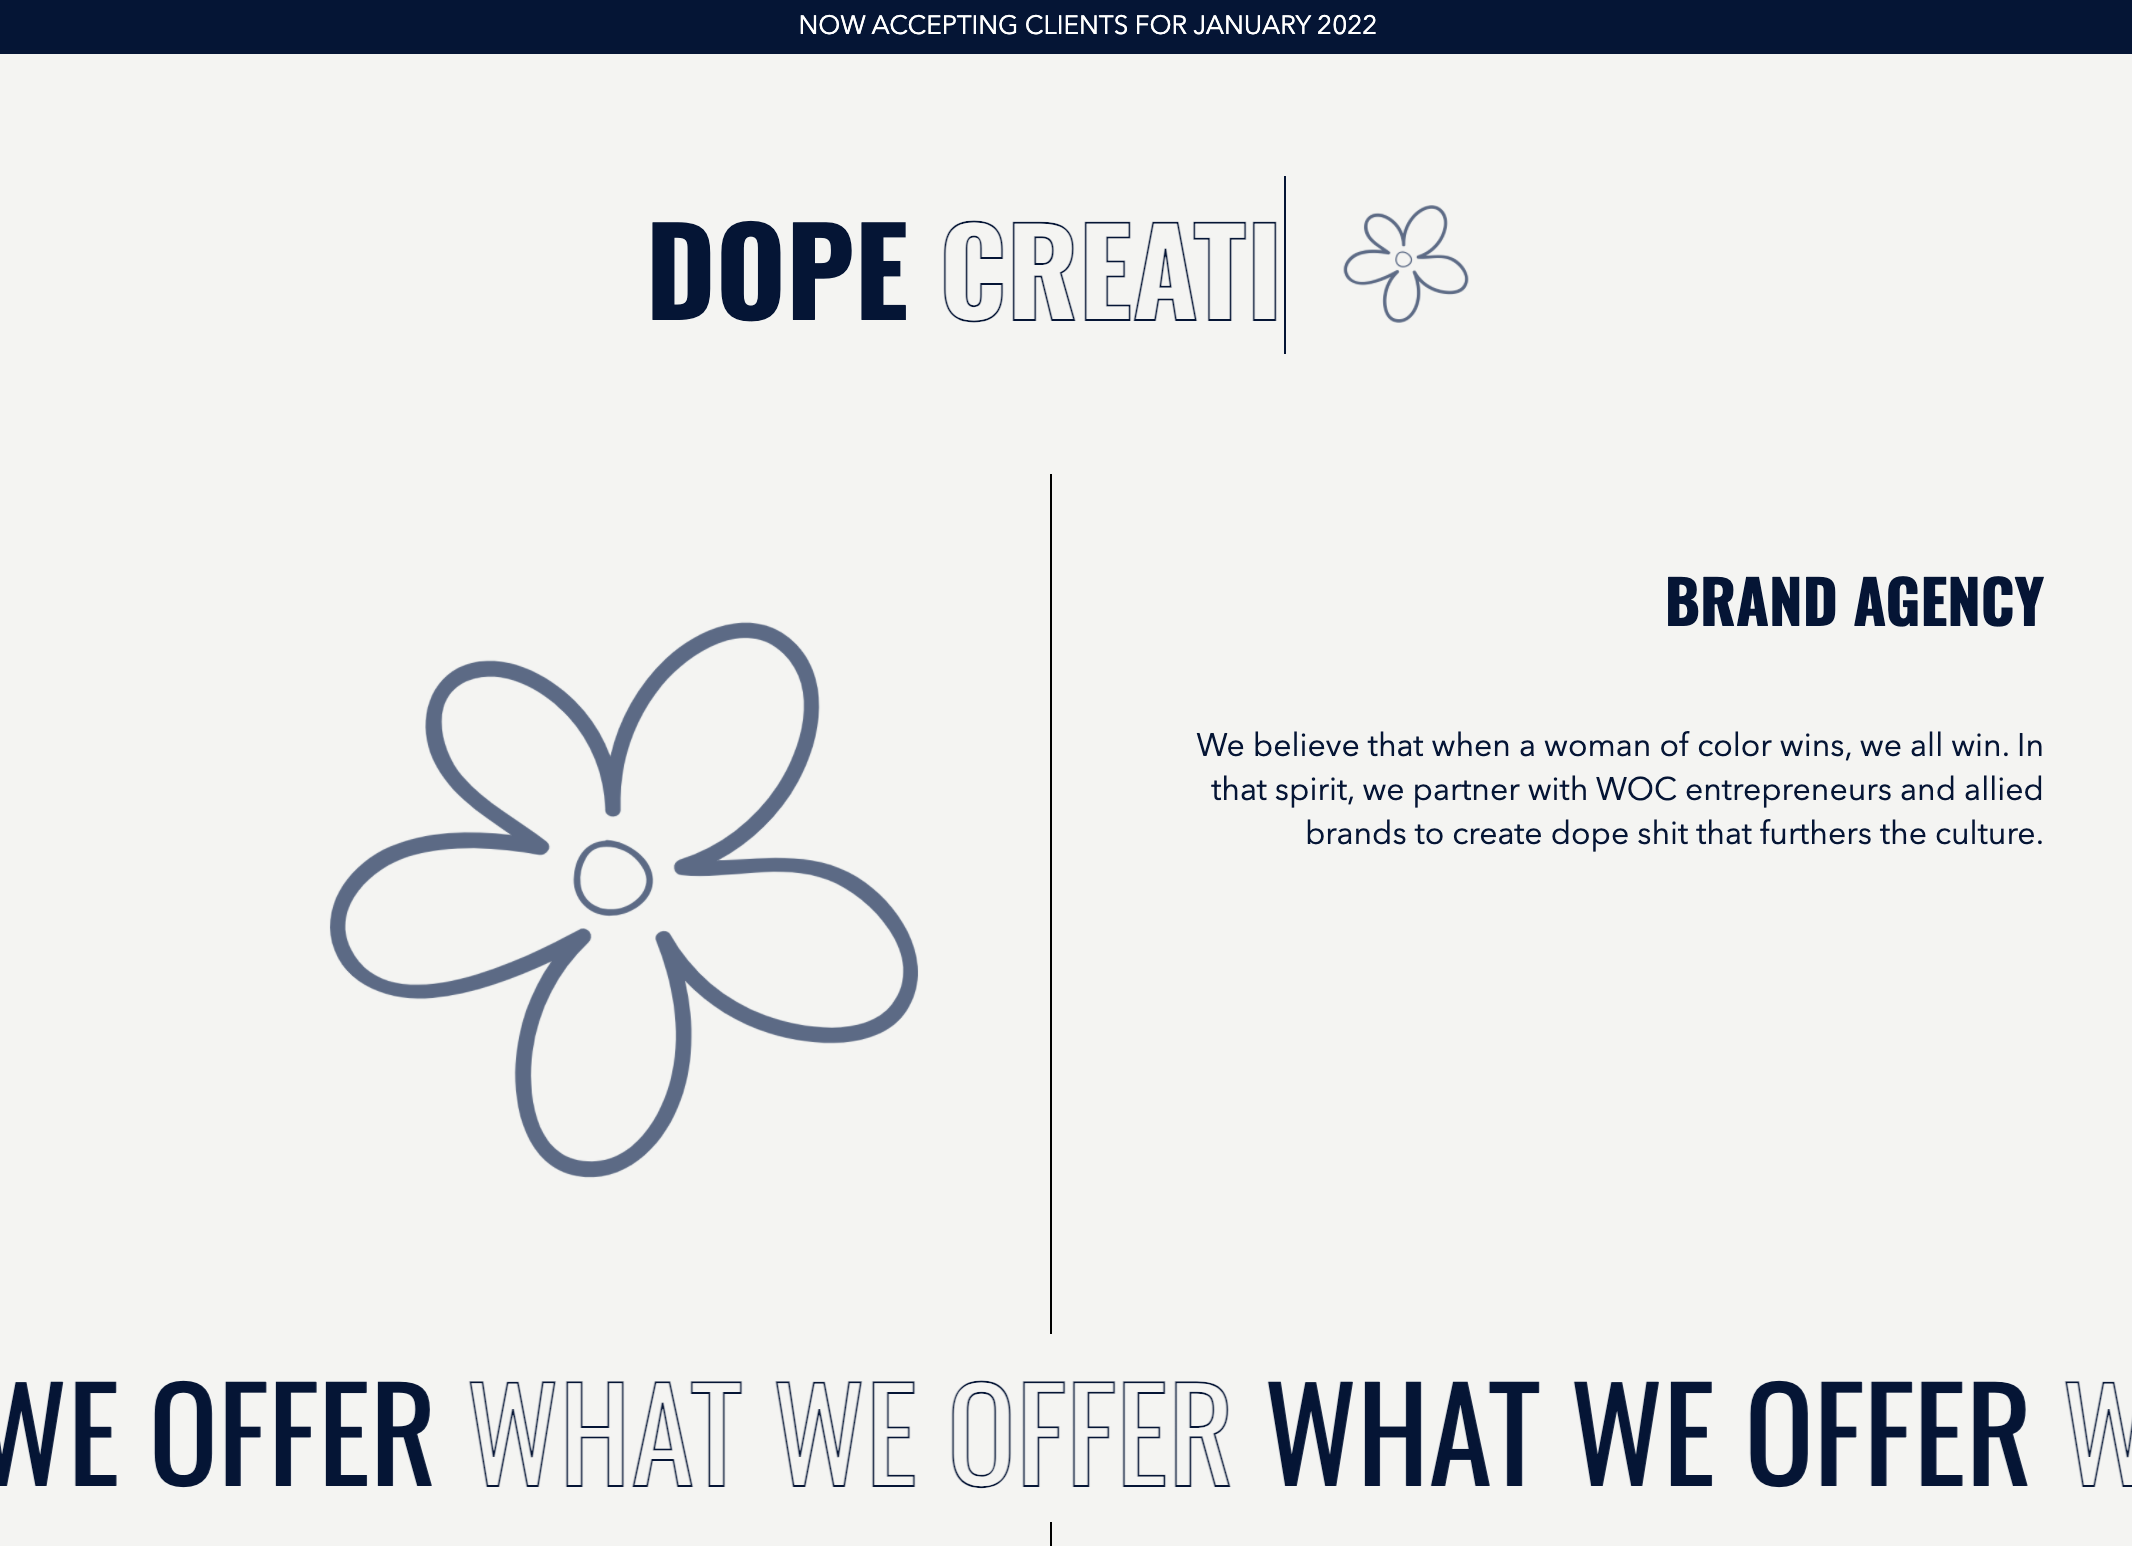 NOW ACCEPTING CLIENTS FOR JANUARY 2022
DOPE CREATI
BRAND AGENCY
We believe that when a woman of color wins, we all win. In
that spirit, we partner with WOC entrepreneurs and allied
brands to create dope shit that furthers the culture.
WE OFFER WHAT WE OFFER WHAT WE OFFER W